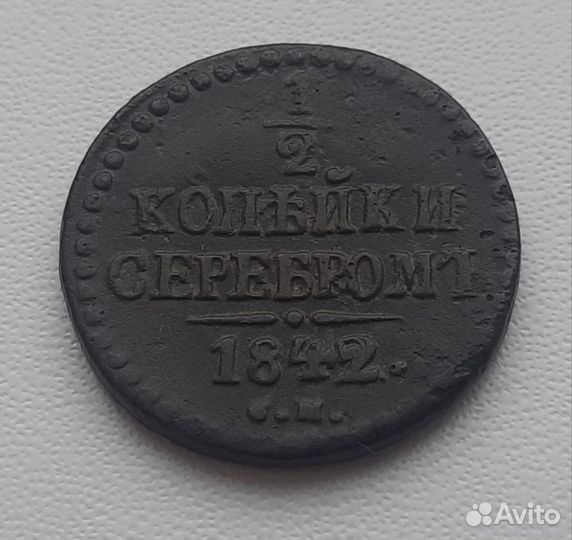 1
2
КОПѢЙКИ
СЕРЕБРОМЪ
1842.
С.М.
Avito